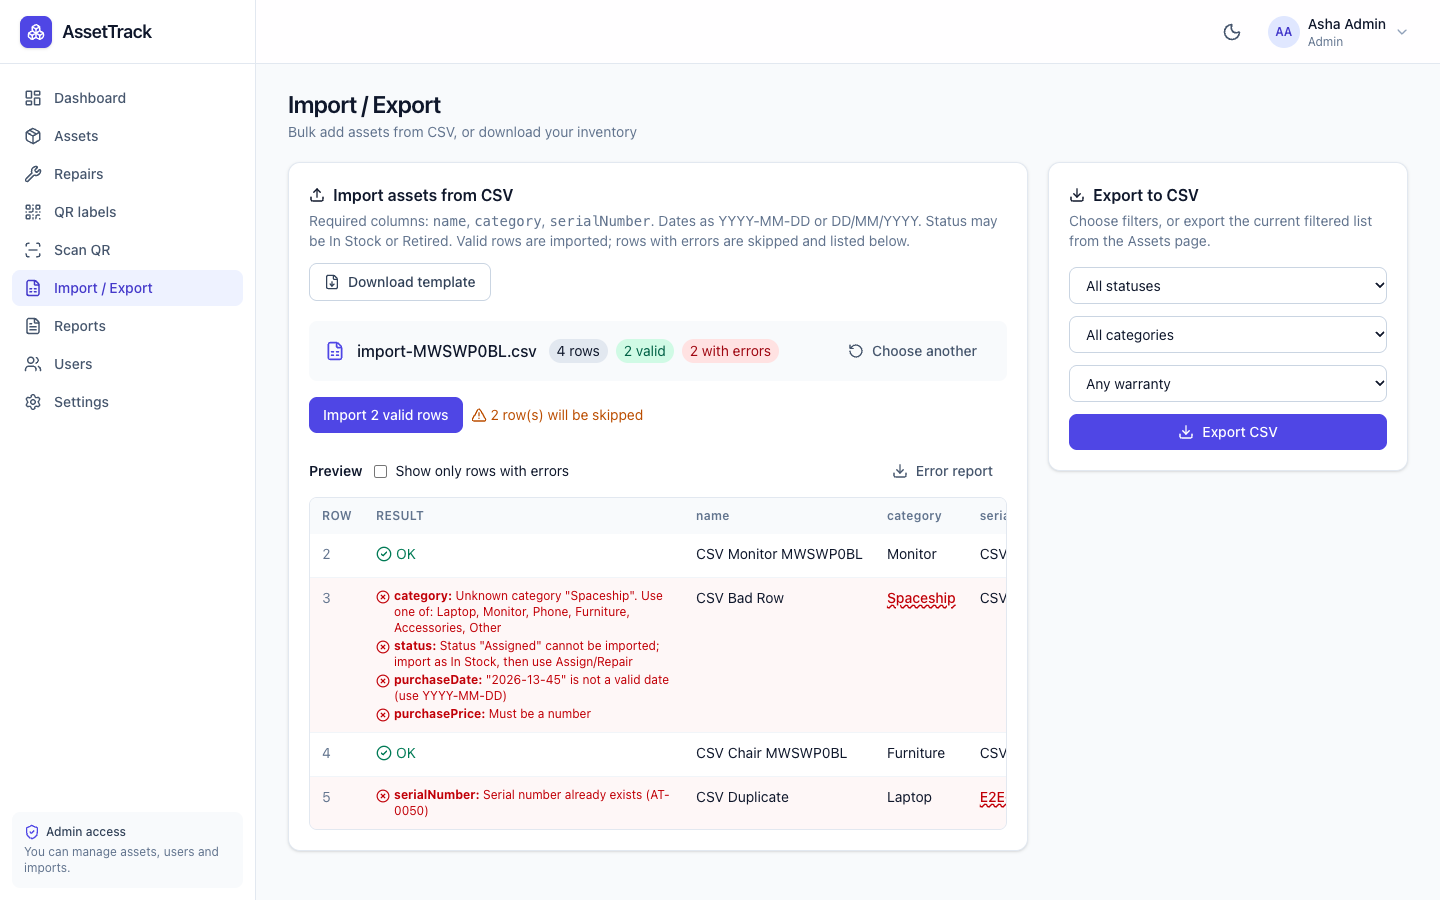 AssetTrack
AA
Asha Admin
Admin
Dashboard
Assets
Repairs
QR labels
Scan QR
Import / Export
Reports
Users
Settings
Admin access
You can manage assets, users and
imports.
Import / Export
Bulk add assets from CSV, or download your inventory
Import assets from CSV
Required columns: name, category, serialNumber. Dates as YYYY-MM-DD or DD/MM/YYYY. Status may
be In Stock or Retired. Valid rows are imported; rows with errors are skipped and listed below.
Download template
import-MWSWP0BL.csv 4 rows 2 valid 2 with errors Choose another
Import 2 valid rows 2 row(s) will be skipped
Preview Show only rows with errors Error report
ROW RESULT name category seria
2 OK CSV Monitor MWSWP0BL Monitor CSV
3 category: Unknown category "Spaceship". Use CSV Bad Row Spaceship CSV
one of: Laptop, Monitor, Phone, Furniture,
Accessories, Other
status: Status "Assigned" cannot be imported;
import as In Stock, then use Assign/Repair
purchaseDate: "2026-13-45" is not a valid date
(use YYYY-MM-DD)
purchasePrice: Must be a number
4 OK CSV Chair MWSWP0BL Furniture CSV
5 serialNumber: Serial number already exists (AT- CSV Duplicate Laptop E2E
0050)
Export to CSV
Choose filters, or export the current filtered list
from the Assets page.
All statuses
All categories
Any warranty
Export CSV